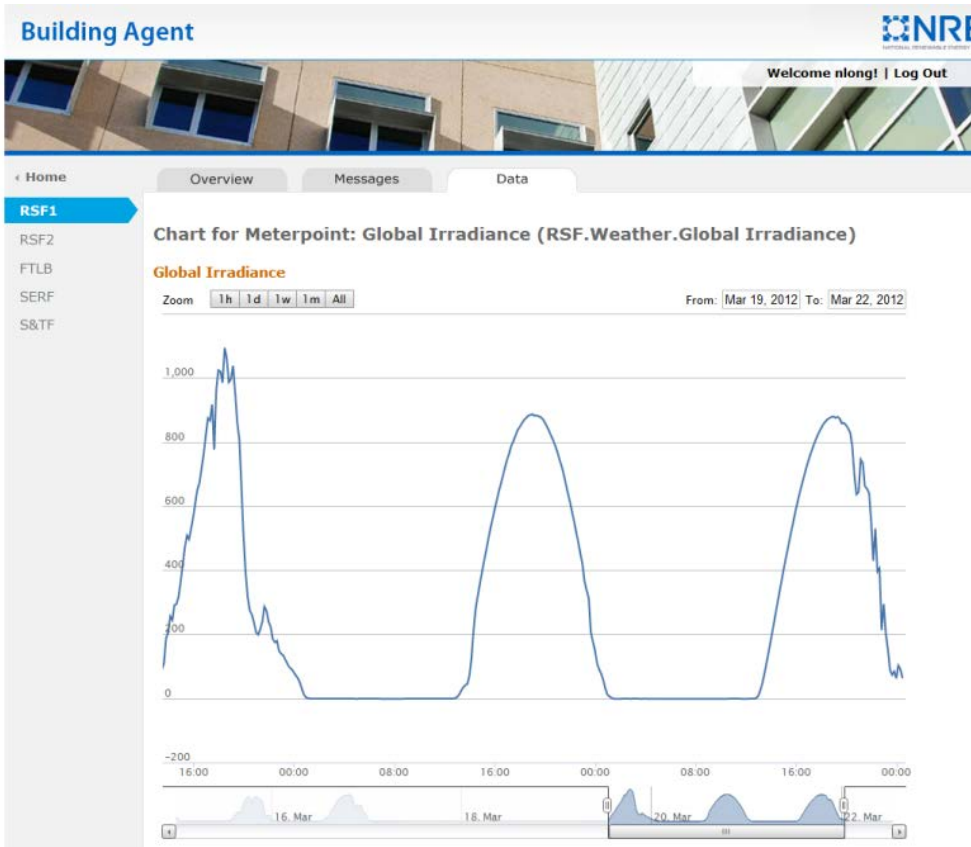 Building Agent
NRE
NATIONAL RENEWABLE ENERGY
Welcome nlong! | Log Out
Home
Overview
Messages
Data
RSF1
RSF2
FTLB
SERF
S&TF
Chart for Meterpoint: Global Irradiance (RSF.Weather.Global Irradiance)
Global Irradiance
Zoom 1h 1d 1w 1m All
From: Mar 19, 2012 To: Mar 22, 2012
1,000
800
600
400
200
0
-200
16:00 00:00 08:00 16:00 00:00 08:00 16:00 00:00
16. Mar 18. Mar 20. Mar 22. Mar